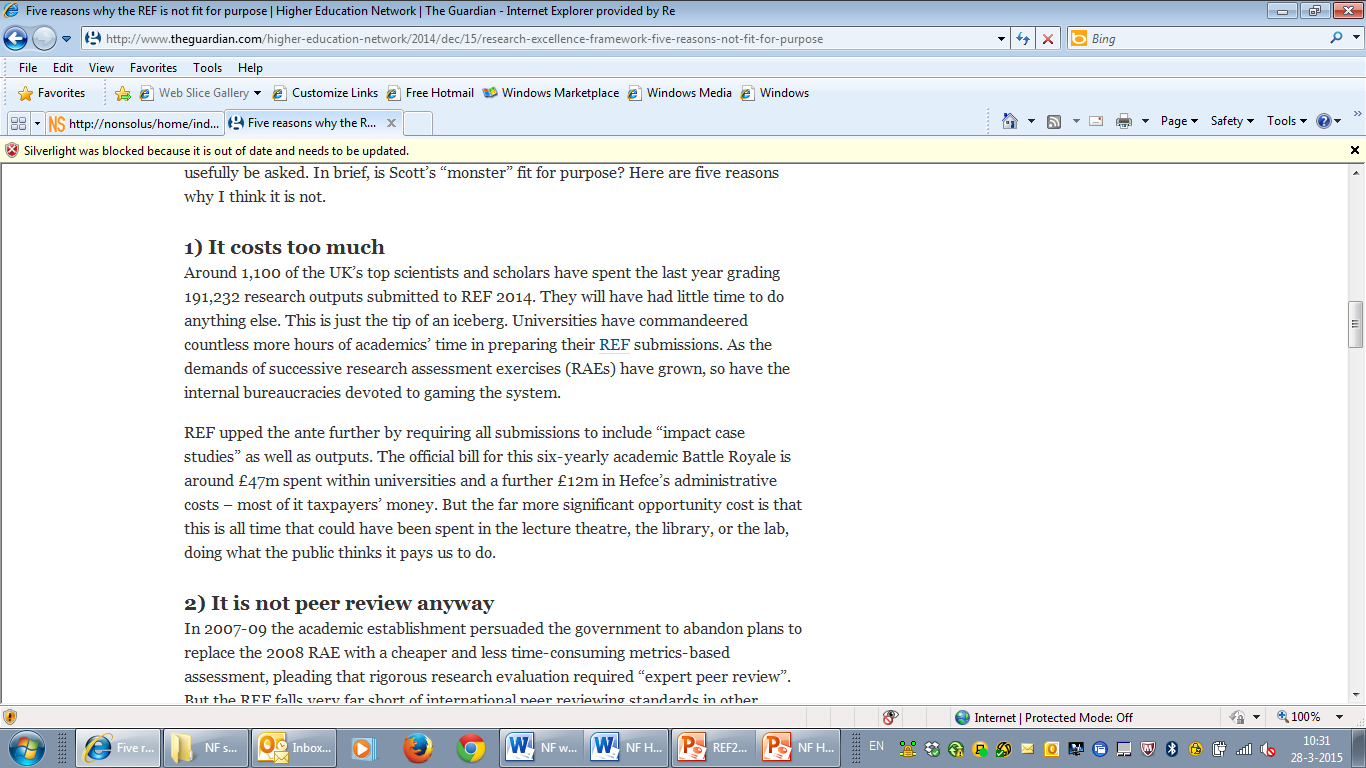 Five reasons why the REF is not fit for purpose | Higher Education Network | The Guardian - Internet Explorer provided by Re
http://www.theguardian.com/higher-education-network/2014/dec/15/research-excellence-framework-five-reasons-not-fit-for-purpose
Bing
File Edit View Favorites Tools Help
Favorites Web Slice Gallery Customize Links Free Hotmail Windows Marketplace Windows Media Windows
NS http://nonsolus/home/ind... Five reasons why the R... Page Safety Tools
Silverlight was blocked because it is out of date and needs to be updated.
usefully be asked. In brief, is Scott’s “monster” fit for purpose? Here are five reasons
why I think it is not.
1) It costs too much
Around 1,100 of the UK’s top scientists and scholars have spent the last year grading
191,232 research outputs submitted to REF 2014. They will have had little time to do
anything else. This is just the tip of an iceberg. Universities have commandeered
countless more hours of academics’ time in preparing their REF submissions. As the
demands of successive research assessment exercises (RAEs) have grown, so have the
internal bureaucracies devoted to gaming the system.
REF upped the ante further by requiring all submissions to include “impact case
studies” as well as outputs. The official bill for this six-yearly academic Battle Royale is
around £47m spent within universities and a further £12m in Hefce’s administrative
costs – most of it taxpayers’ money. But the far more significant opportunity cost is that
this is all time that could have been spent in the lecture theatre, the library, or the lab,
doing what the public thinks it pays us to do.
2) It is not peer review anyway
In 2007-09 the academic establishment persuaded the government to abandon plans to
replace the 2008 RAE with a cheaper and less time-consuming metrics-based
assessment, pleading that rigorous research evaluation required “expert peer review”.
But the REF falls very far short of international peer reviewing standards in other
Internet | Protected Mode: Off 100%
Five r... NF s... Inbox... NF w... NF H... REF2... NF H... EN 10:31
28-3-2015